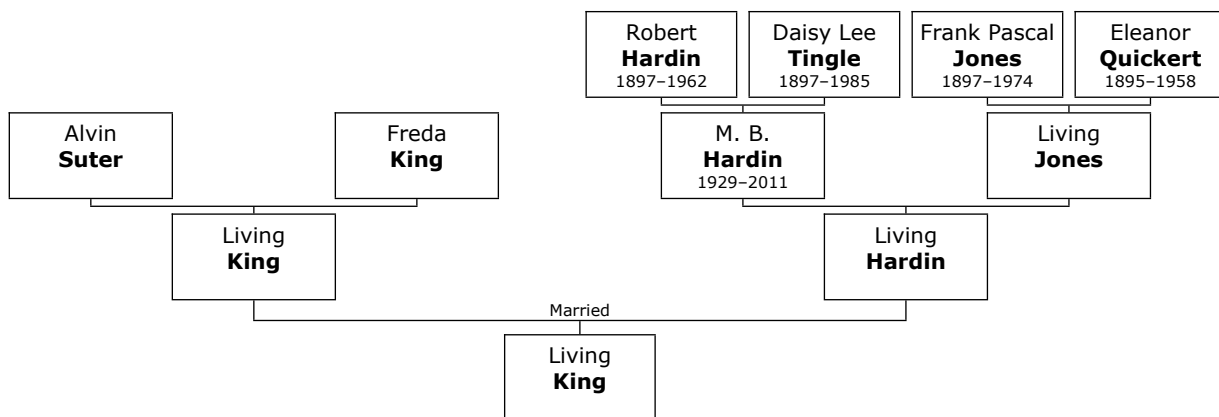 Robert
Hardin
1897–1962
Daisy Lee
Tingle
1897–1985
Frank Pascal
Jones
1897–1974
Eleanor
Quickert
1895–1958
Alvin
Suter
Freda
King
M. B.
Hardin
1929–2011
Living
Jones
Living
King
Living
Hardin
Married
Living
King